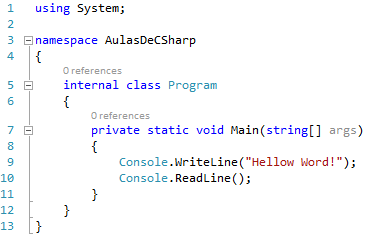 1 using System;
2
3 namespace AulasDeCSharp
4 {
0 references
5 internal class Program
6 {
0 references
7 private static void Main(string[] args)
8 {
9 Console.WriteLine("Hellow Word!");
10 Console.ReadLine();
11 }
12 }
13 }